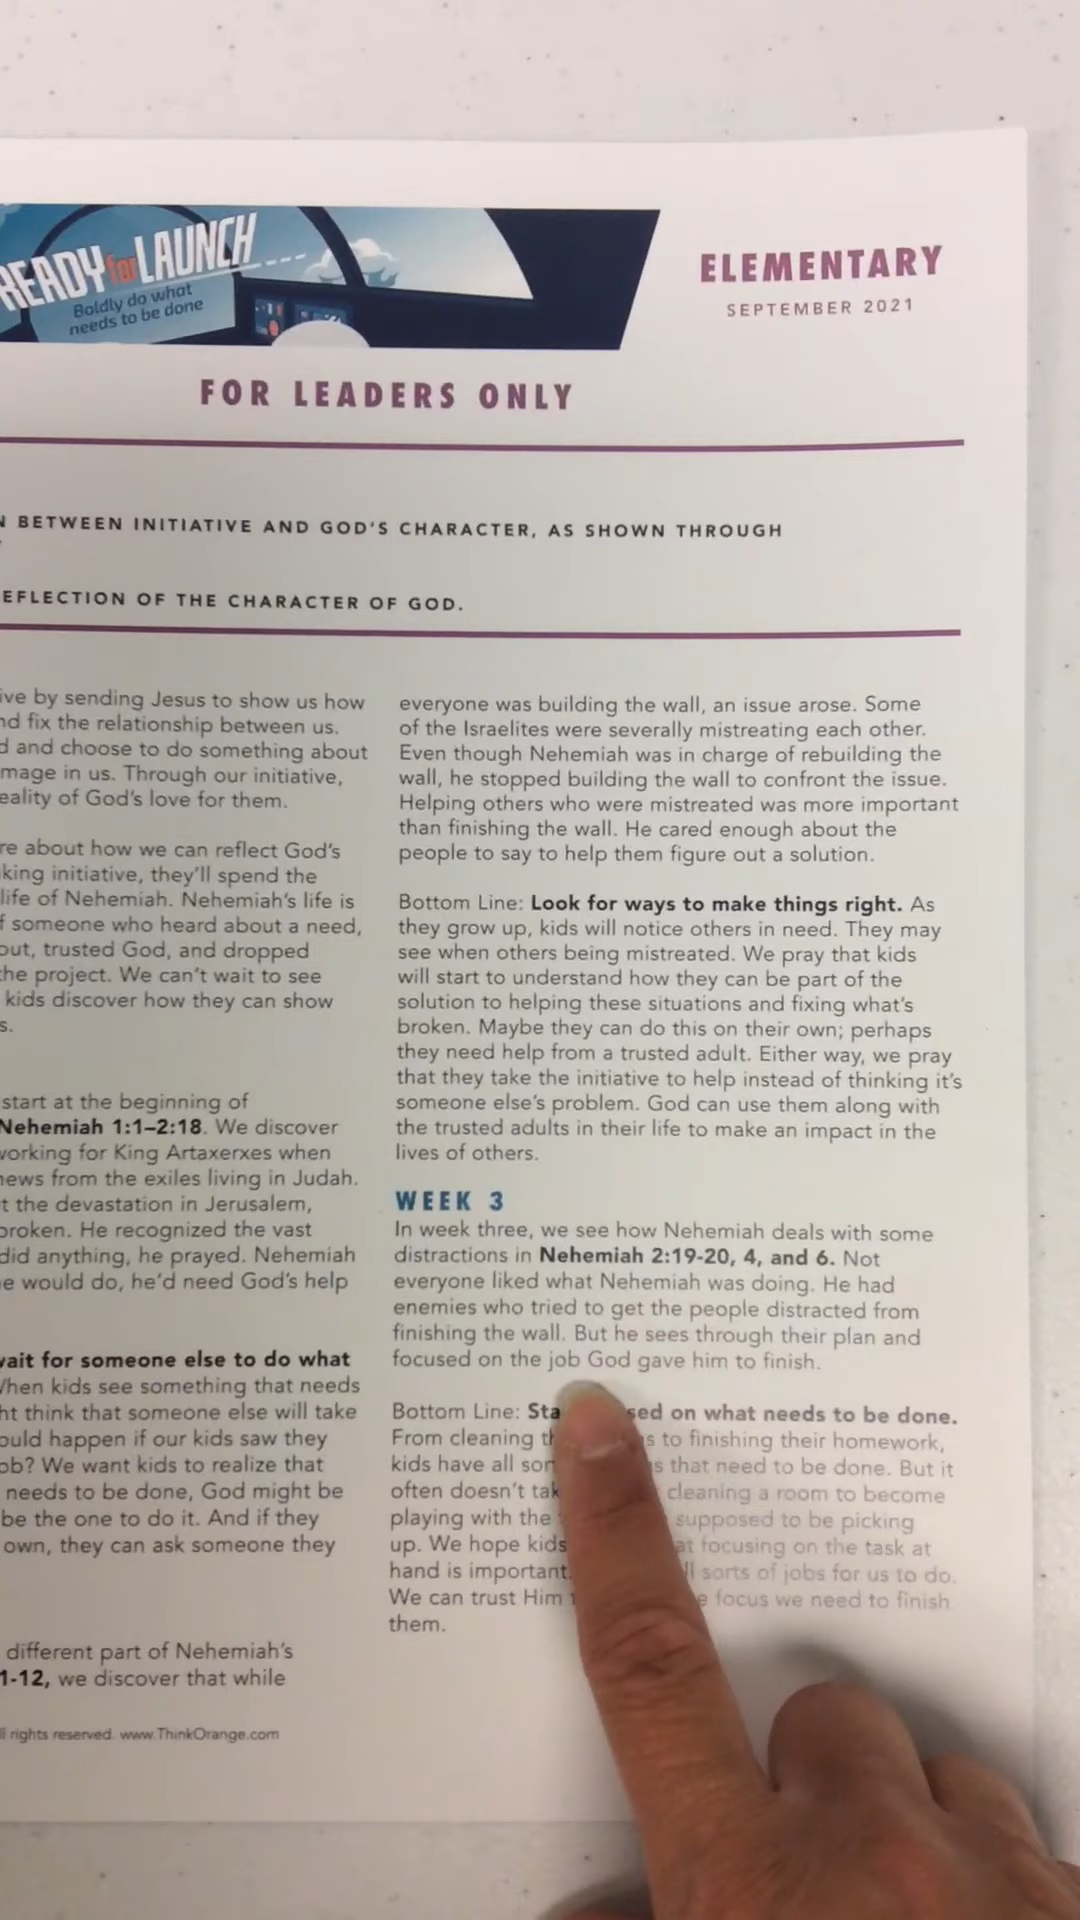 READY for LAUNCH
Boldly do what
needs to be done
ELEMENTARY
SEPTEMBER 2021
FOR LEADERS ONLY
BETWEEN INITIATIVE AND GOD'S CHARACTER, AS SHOWN THROUGH
EFLECTION OF THE CHARACTER OF GOD.
ive by sending Jesus to show us how
nd fix the relationship between us.
d and choose to do something about
mage in us. Through our initiative,
eality of God's love for them.
re about how we can reflect God's
king initiative, they'll spend the
life of Nehemiah. Nehemiah's life is
f someone who heard about a need,
out, trusted God, and dropped
he project. We can't wait to see
kids discover how they can show
s.
start at the beginning of
Nehemiah 1:1–2:18. We discover
working for King Artaxerxes when
news from the exiles living in Judah.
t the devastation in Jerusalem,
broken. He recognized the vast
did anything, he prayed. Nehemiah
e would do, he'd need God's help
wait for someone else to do what
When kids see something that needs
ht think that someone else will take
ould happen if our kids saw they
ob? We want kids to realize that
needs to be done, God might be
be the one to do it. And if they
own, they can ask someone they
different part of Nehemiah's
1-12, we discover that while
ll rights reserved. www.ThinkOrange.com
everyone was building the wall, an issue arose. Some
of the Israelites were severally mistreating each other.
Even though Nehemiah was in charge of rebuilding the
wall, he stopped building the wall to confront the issue.
Helping others who were mistreated was more important
than finishing the wall. He cared enough about the
people to say to help them figure out a solution.
Bottom Line: Look for ways to make things right. As
they grow up, kids will notice others in need. They may
see when others being mistreated. We pray that kids
will start to understand how they can be part of the
solution to helping these situations and fixing what's
broken. Maybe they can do this on their own; perhaps
they need help from a trusted adult. Either way, we pray
that they take the initiative to help instead of thinking it's
someone else's problem. God can use them along with
the trusted adults in their life to make an impact in the
lives of others.
WEEK 3
In week three, we see how Nehemiah deals with some
distractions in Nehemiah 2:19-20, 4, and 6. Not
everyone liked what Nehemiah was doing. He had
enemies who tried to get the people distracted from
finishing the wall. But he sees through their plan and
focused on the job God gave him to finish.
Bottom Line: Sta sed on what needs to be done.
From cleaning th s to finishing their homework,
kids have all sor s that need to be done. But it
often doesn't tak cleaning a room to become
playing with the supposed to be picking
up. We hope kids at focusing on the task at
hand is important. ll sorts of jobs for us to do.
We can trust Him e focus we need to finish
them.